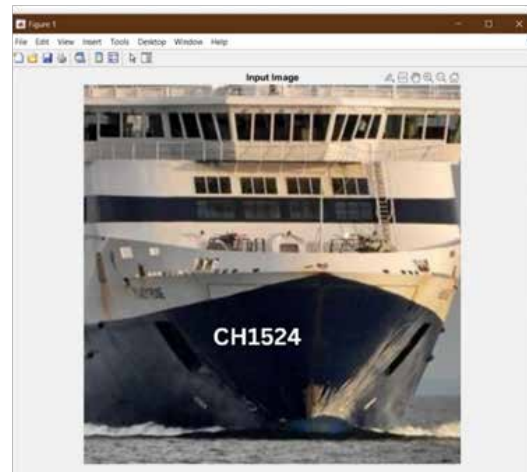 Figure 1
File Edit View Insert Tools Desktop Window Help
Input Image
CH1524